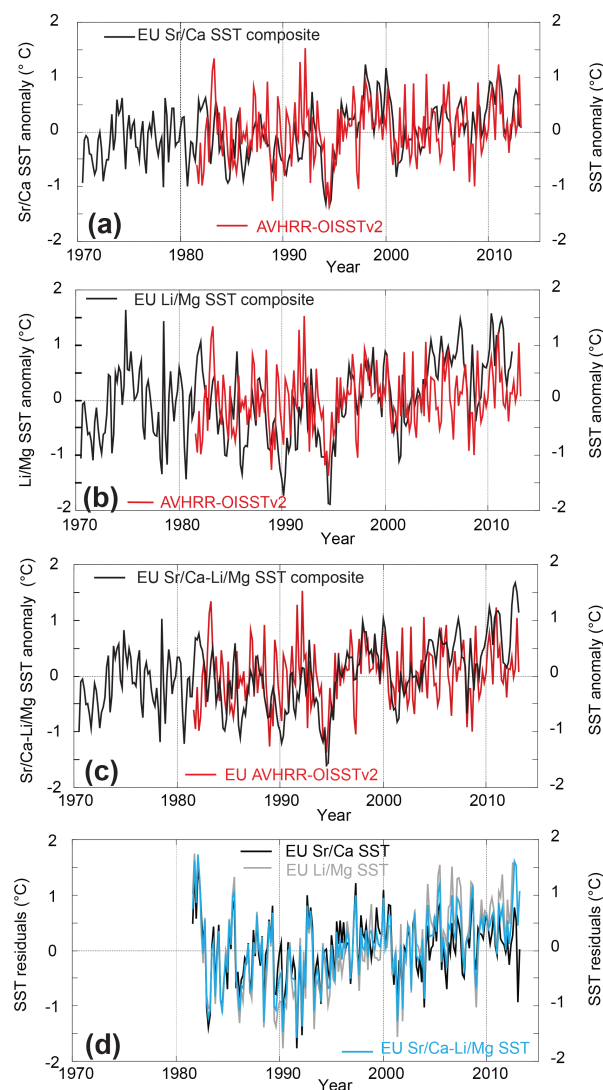 EU Sr/Ca SST composite
Sr/Ca SST anomaly (° C)
SST anomaly (° C)
2
1
0
-1
-2
2
1
0
-1
-2
(a)
AVHRR-OISSTv2
1970 1980 1990 2000 2010
Year
EU Li/Mg SST composite
Li/Mg SST anomaly (°C)
SST anomaly (°C)
2
1
0
-1
-2
2
1
0
-1
-2
(b)
AVHRR-OISSTv2
1970 1980 1990 2000 2010
Year
EU Sr/Ca-Li/Mg SST composite
Sr/Ca-Li/Mg SST anomaly (°C)
SST anomaly (°C)
2
1
0
-1
-2
2
1
0
-1
-2
(c)
EU AVHRR-OISSTv2
1970 1980 1990 2000 2010
Year
EU Sr/Ca SST
EU Li/Mg SST
SST residuals (°C)
SST residuals (°C)
2
1
0
-1
-2
2
1
0
-1
-2
(d)
EU Sr/Ca-Li/Mg SST
1970 1980 1990 2000 2010
Year